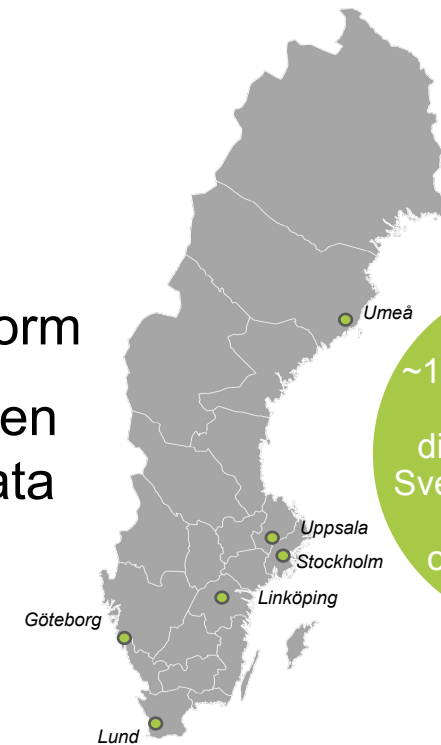 orm
en
ata
Umeå
~1
di
Sve
o
Uppsala
Stockholm
Linköping
Göteborg
Lund